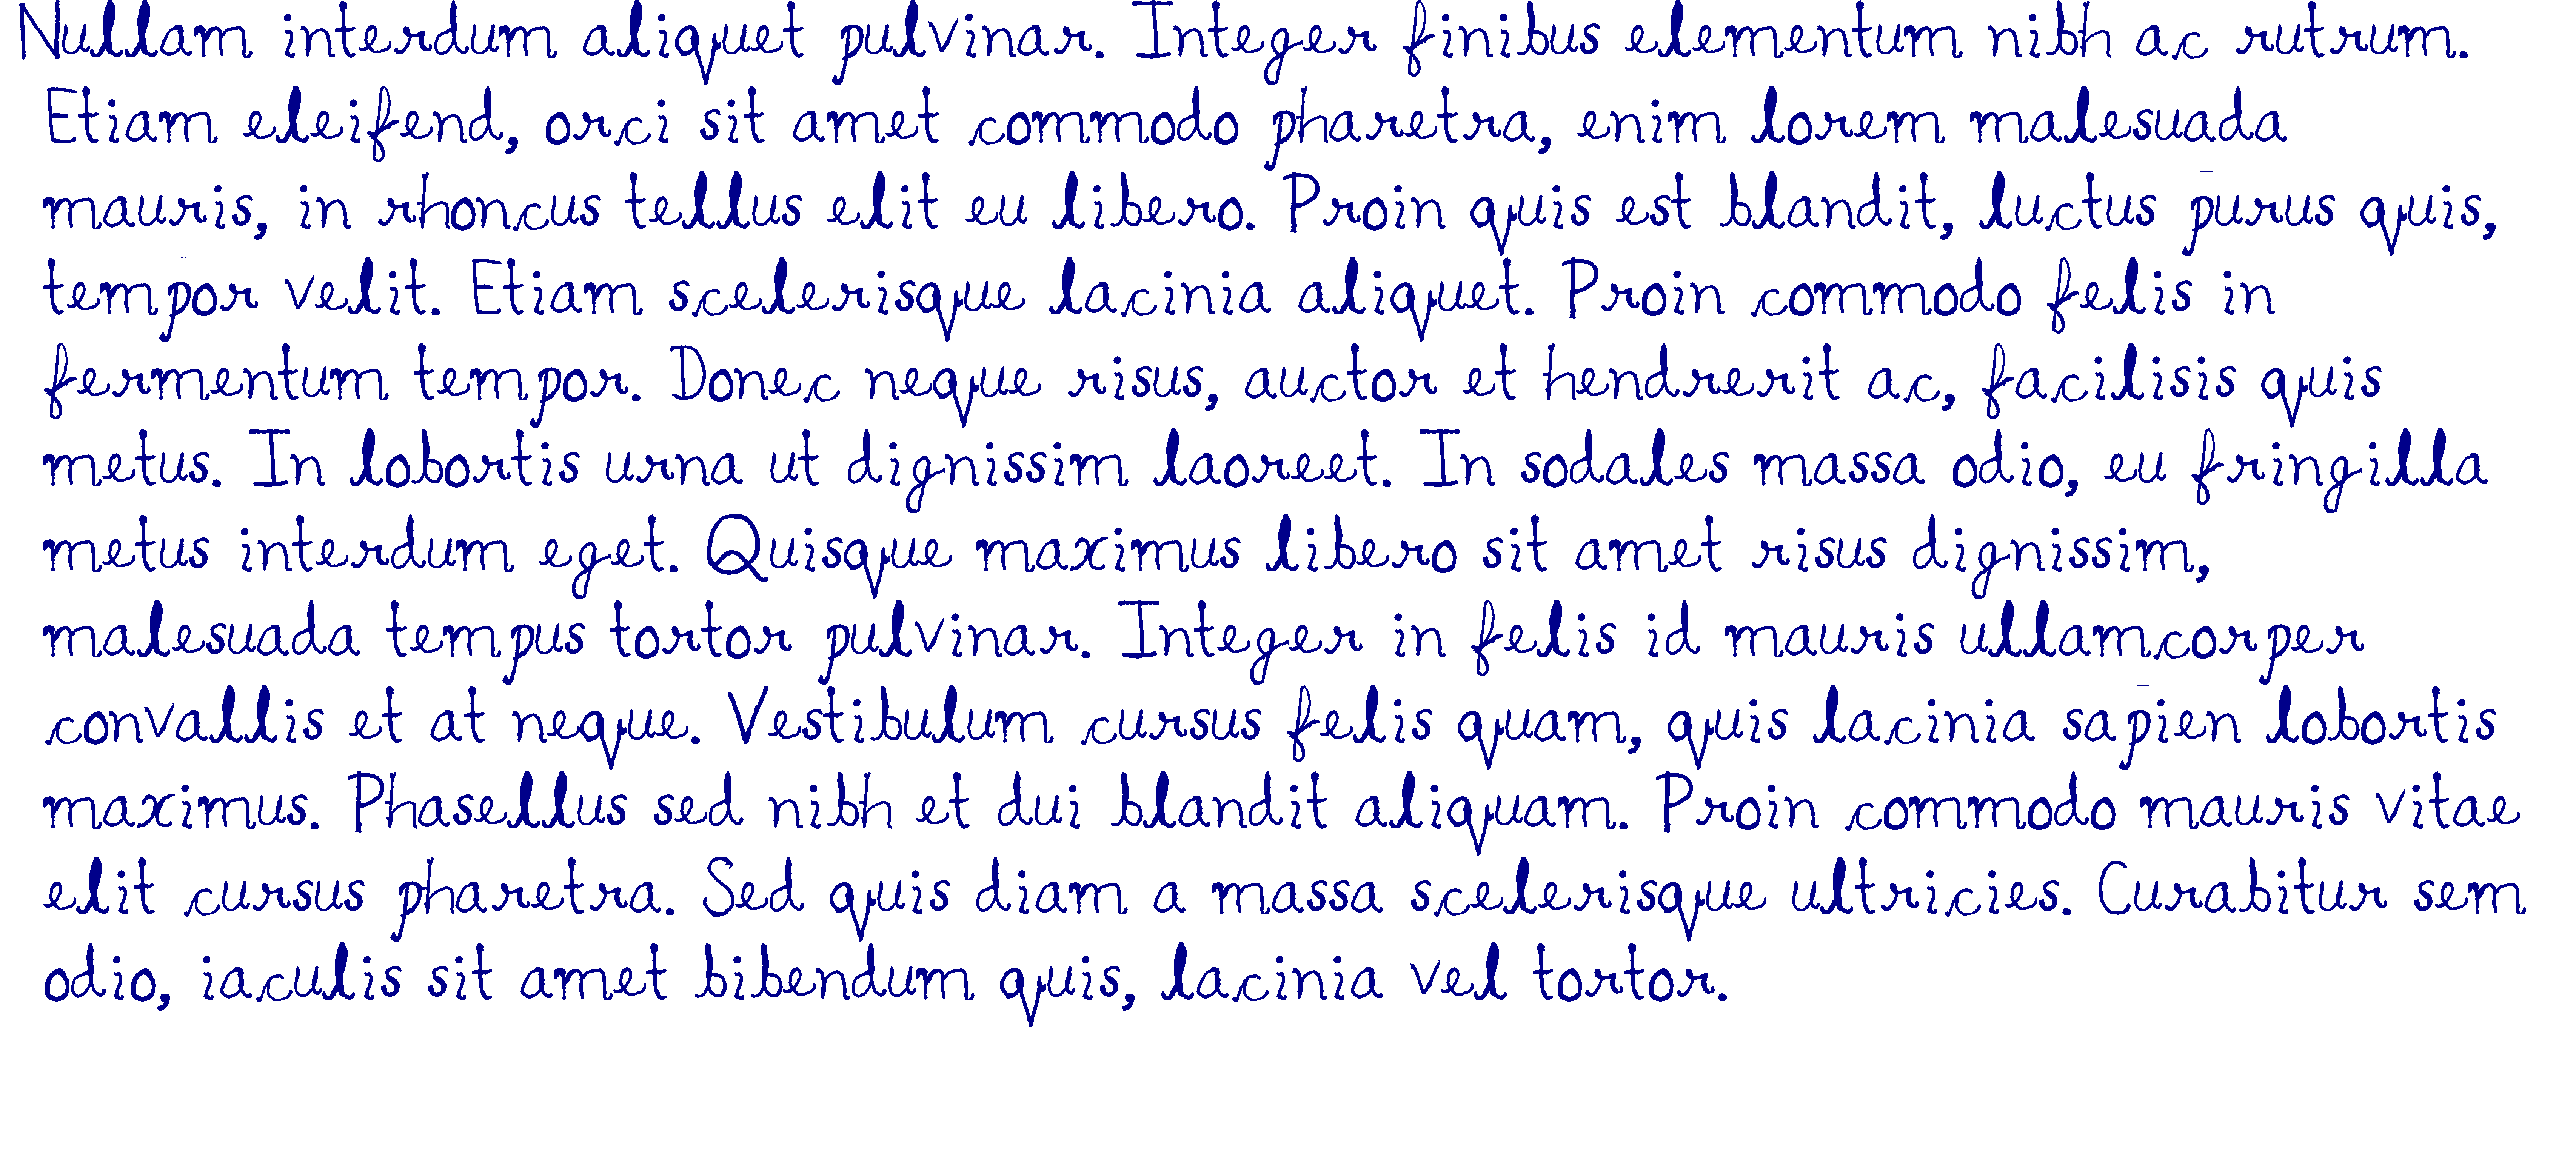 Nullam interdum aliquet pulvinar. Integer finibus elementum nibh ac rutrum.
Etiam eleifend, orci sit amet commodo pharetra, enim lorem malesuada
mauris, in rhoncus tellus elit eu libero. Proin quis est blandit, luctus purus quis,
tempor velit. Etiam scelerisque lacinia aliquet. Proin commodo felis in
fermentum tempor. Donec neque risus, auctor et hendrerit ac, facilisis quis
metus. In lobortis urna ut dignissim laoreet. In sodales massa odio, eu fringilla
metus interdum eget. Quisque maximus libero sit amet risus dignissim,
malesuada tempus tortor pulvinar. Integer in felis id mauris ullamcorper
convallis et at neque. Vestibulum cursus felis quam, quis lacinia sapien lobortis
maximus. Phasellus sed nibh et dui blandit aliquam. Proin commodo mauris vitae
elit cursus pharetra. Sed quis diam a massa scelerisque ultricies. Curabitur sem
odio, iaculis sit amet bibendum quis, lacinia vel tortor.